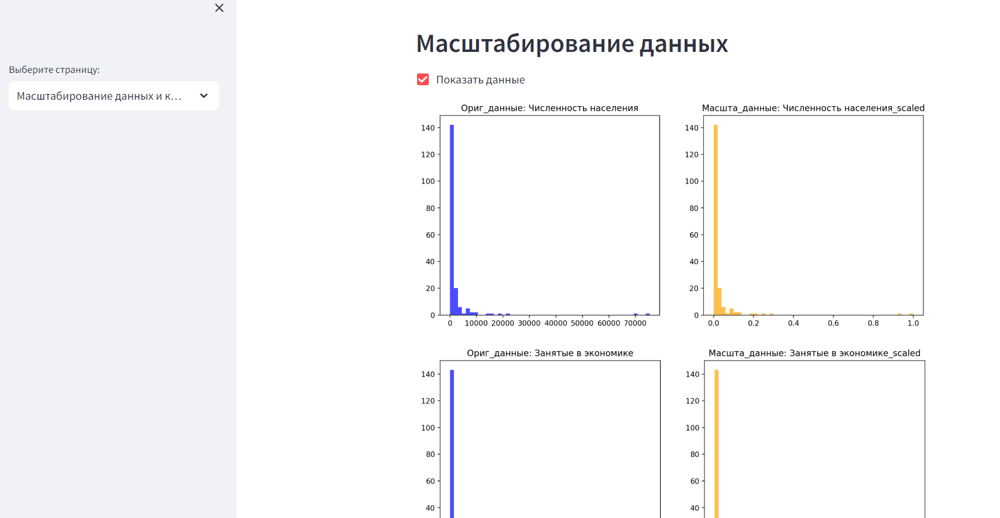 Выберите страницу:
Масштабирование данных и к...
Масштабирование данных
Показать данные
Ориг_данные: Численность населения
140
120
100
80
60
40
20
0
0 10000 20000 30000 40000 50000 60000 70000
Масшта_данные: Численность населения_scaled
140
120
100
80
60
40
20
0
0.0 0.2 0.4 0.6 0.8 1.0
Ориг_данные: Занятые в экономике
140
120
100
80
60
40
Масшта_данные: Занятые в экономике_scaled
140
120
100
80
60
40